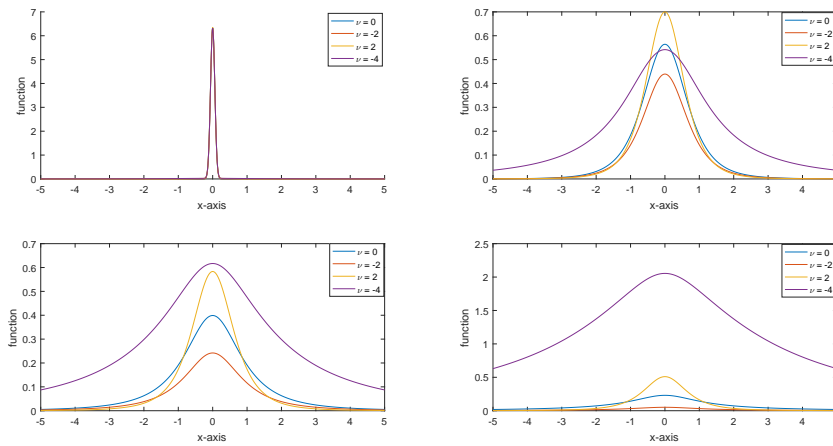 7
6
5
4
3
2
1
0
function
-5 -4 -3 -2 -1 0 1 2 3 4 5
x-axis
ν = 0
ν = -2
ν = 2
ν = -4
0.7
0.6
0.5
0.4
0.3
0.2
0.1
0
function
-5 -4 -3 -2 -1 0 1 2 3 4
x-axis
ν = 0
ν = -2
ν = 2
ν = -4
0.7
0.6
0.5
0.4
0.3
0.2
0.1
0
function
-5 -4 -3 -2 -1 0 1 2 3 4 5
x-axis
ν = 0
ν = -2
ν = 2
ν = -4
2.5
2
1.5
1
0.5
0
function
-5 -4 -3 -2 -1 0 1 2 3 4
x-axis
ν = 0
ν = -2
ν = 2
ν = -4